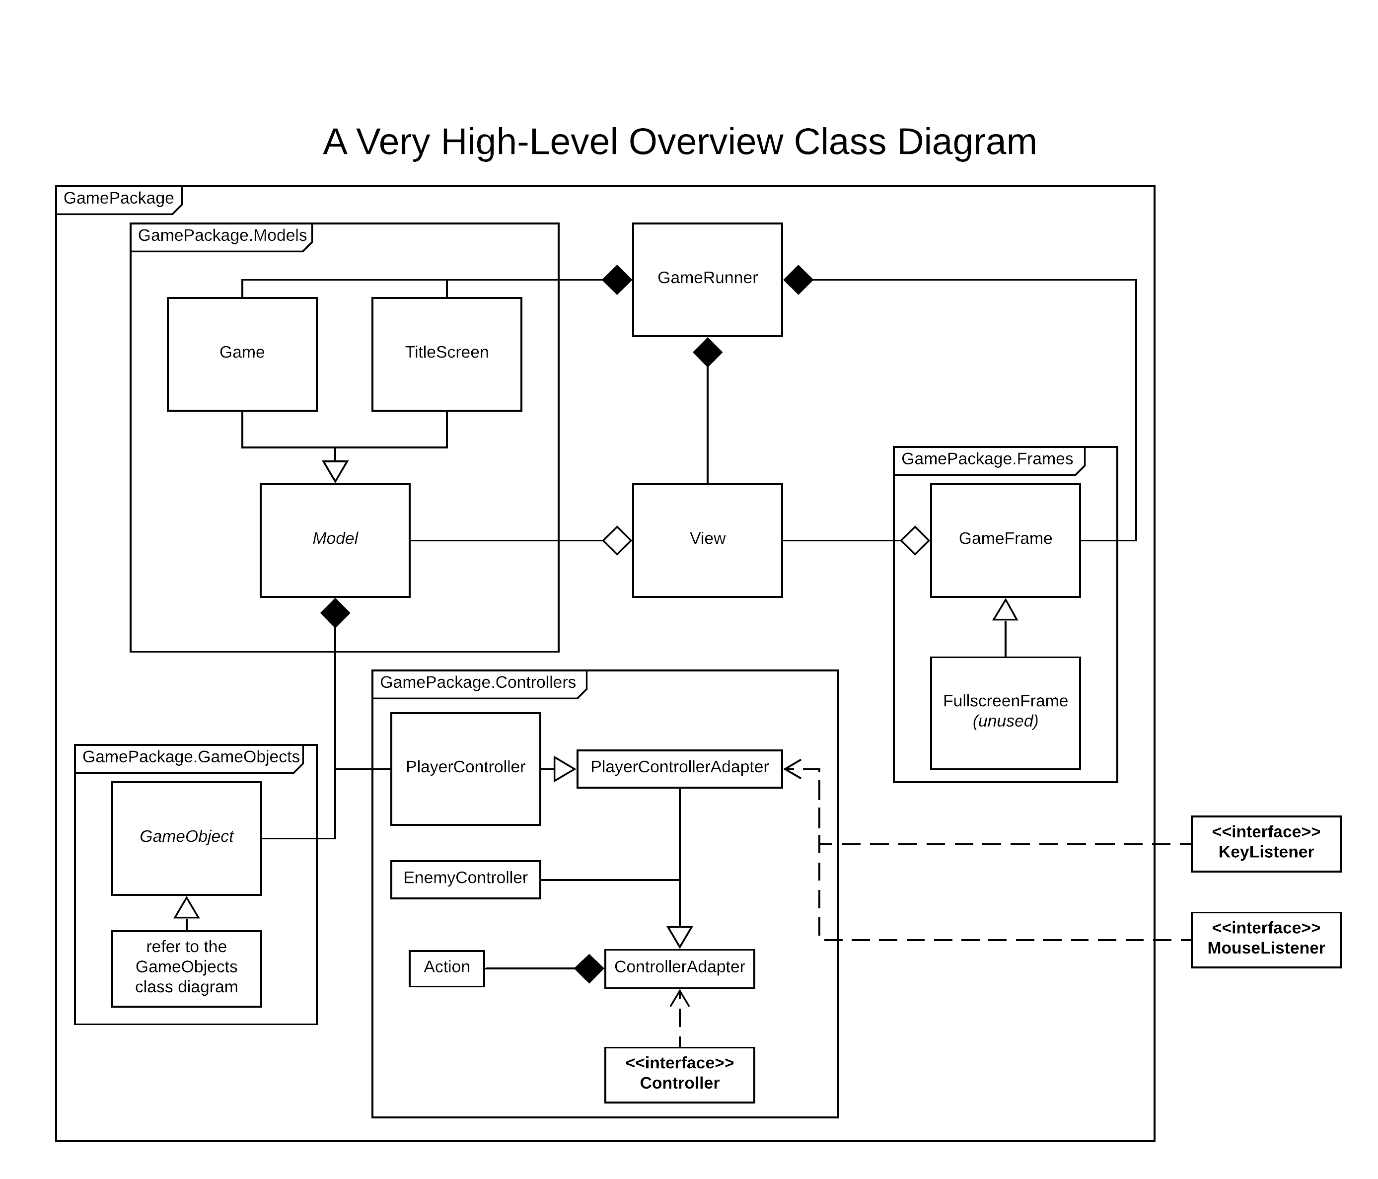 A Very High-Level Overview Class Diagram
GamePackage
GamePackage.Models
GameRunner
Game
TitleScreen
GamePackage.Frames
Model
View
GameFrame
GamePackage.Controllers
FullscreenFrame
(unused)
GamePackage.GameObjects
PlayerController
PlayerControllerAdapter
GameObject
<<interface>>
KeyListener
EnemyController
<<interface>>
MouseListener
refer to the
GameObjects
class diagram
Action
ControllerAdapter
<<interface>>
Controller